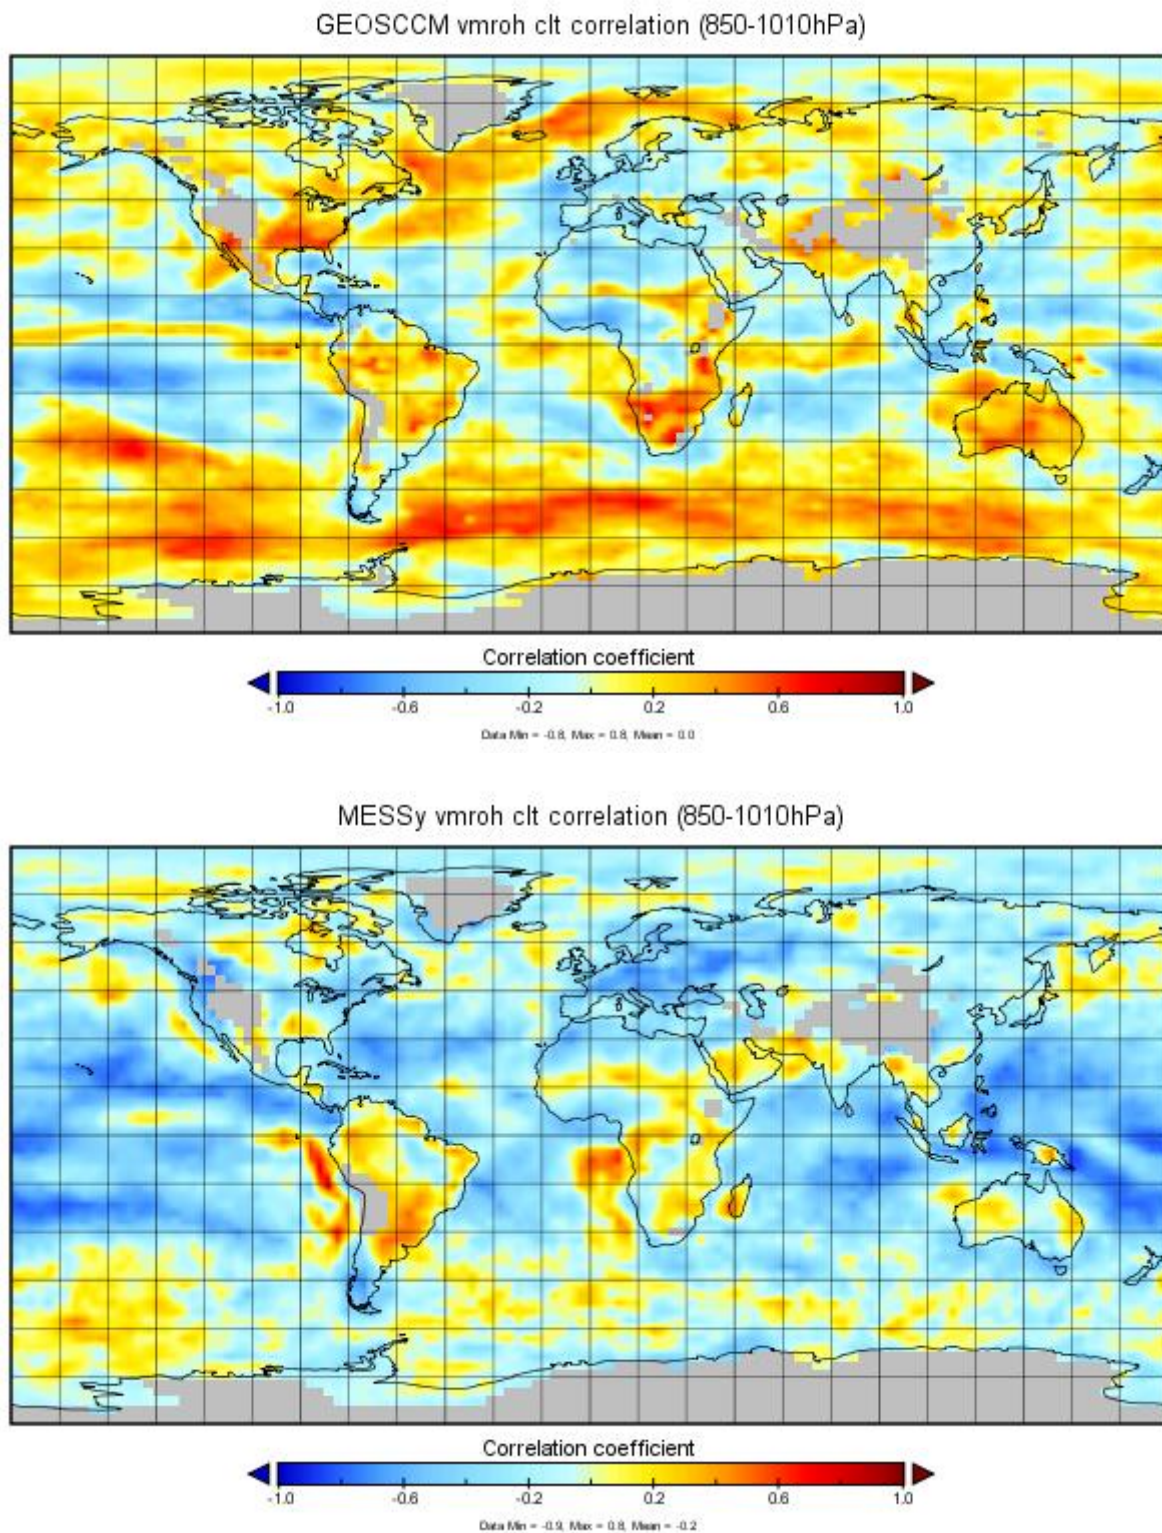 GEOSCCM vmroh clt correlation (850-1010hPa)
Correlation coefficient
-1.0 -0.6 -0.2 0.2 0.6 1.0
Data Min = -0.8, Max = 0.8, Mean = 0.0
MESSy vmroh clt correlation (850-1010hPa)
Correlation coefficient
-1.0 -0.6 -0.2 0.2 0.6 1.0
Data Min = -0.9, Max = 0.8, Mean = -0.2